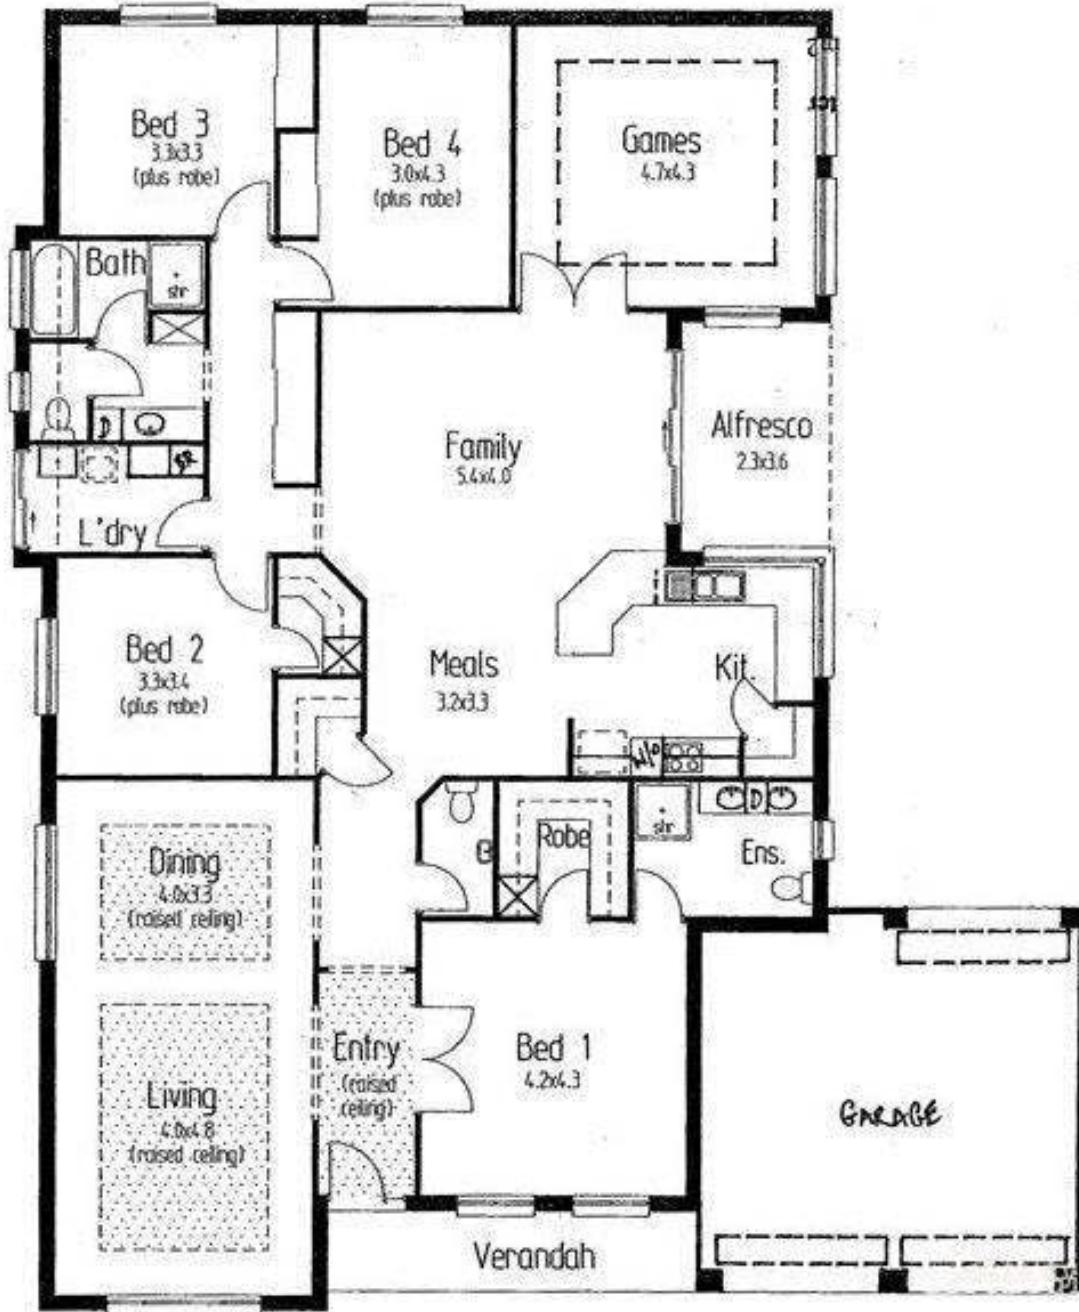 Bed 3
3.3x3.3
(plus robe)
Bed 4
3.0x4.3
(plus robe)
Games
4.7x4.3
Bath
shr
Family
5.4x4.0
Alfresco
2.3x3.6
D
L'dry
Bed 2
3.3x3.4
(plus robe)
Meals
3.2x3.3
Kit.
W/O
Dining
4.0x3.3
(raised ceiling)
Robe
shr
D
Ens.
Living
4.0x4.8
(raised ceiling)
Entry
(raised
ceiling)
Bed 1
4.2x4.3
GARAGE
Verandah